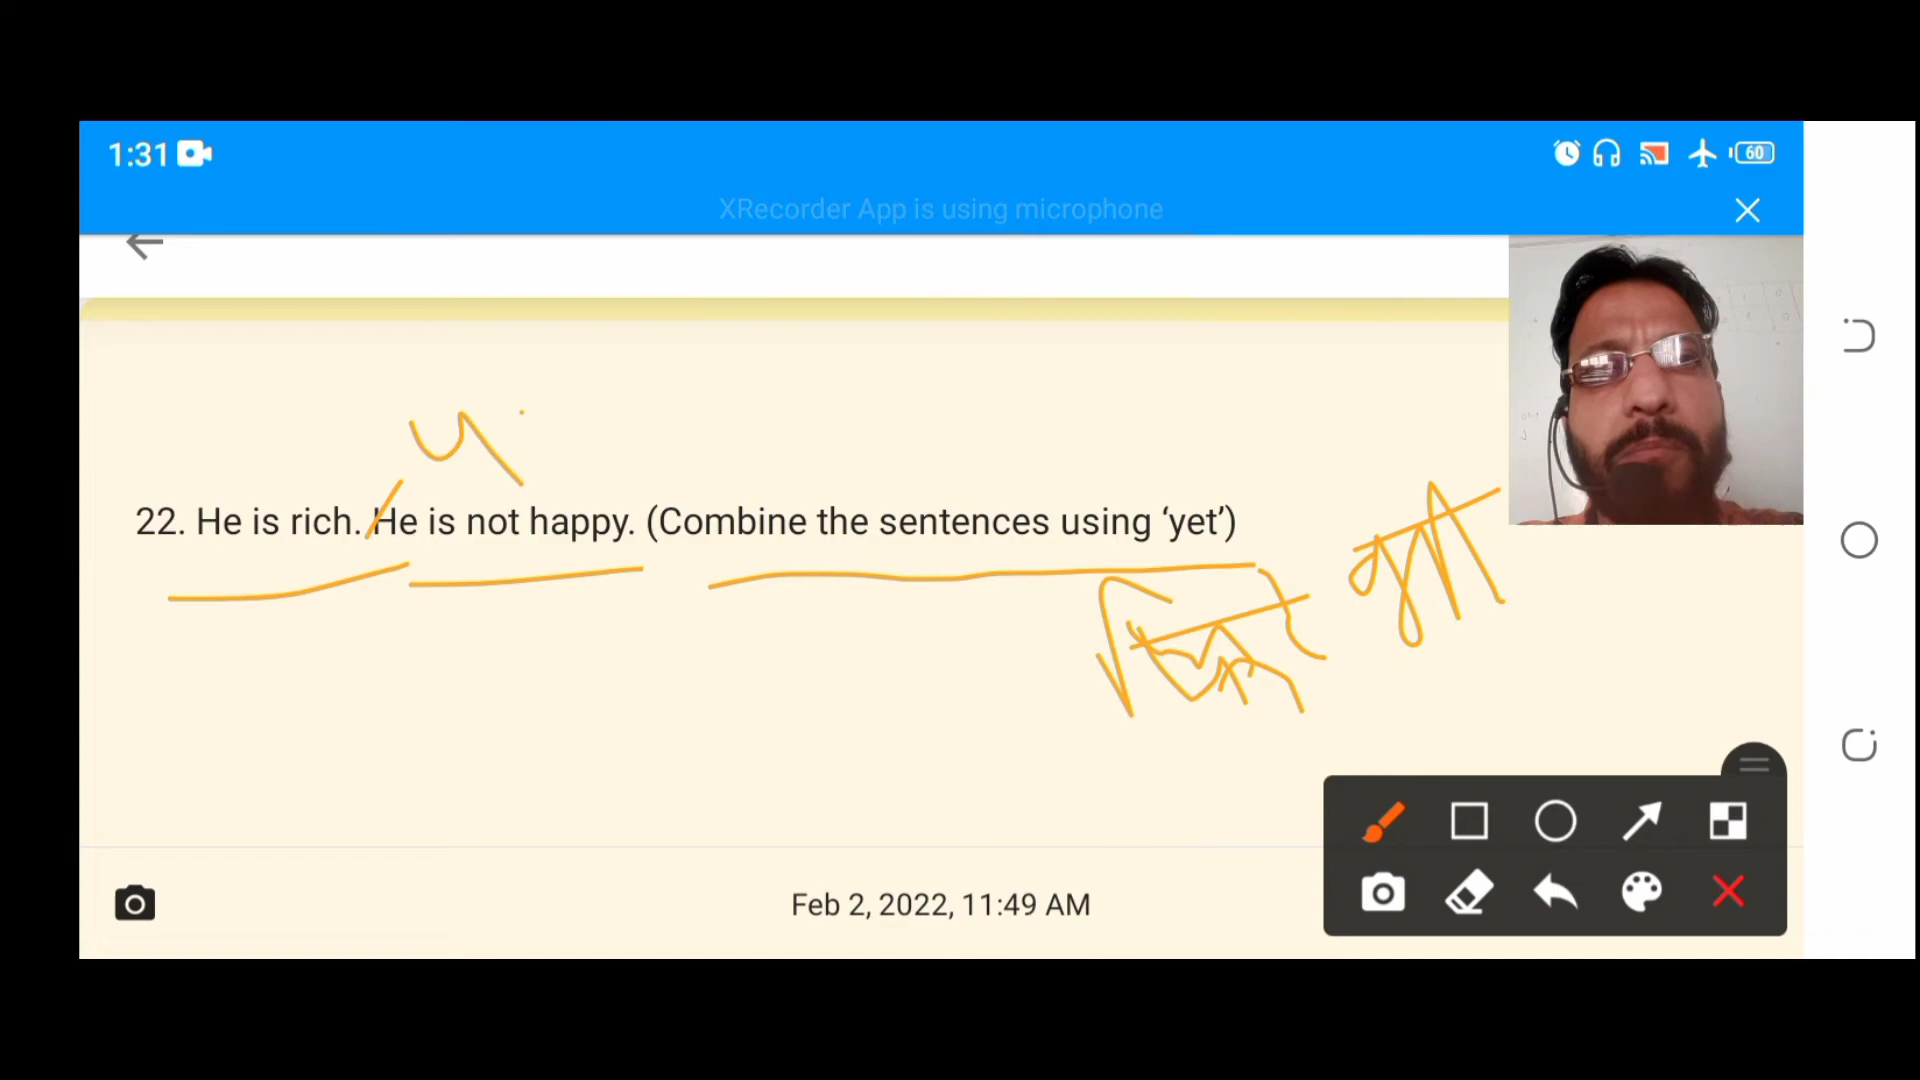 1:31
60
XRecorder App is using microphone
22. He is rich. He is not happy. (Combine the sentences using ‘yet’)
Feb 2, 2022, 11:49 AM